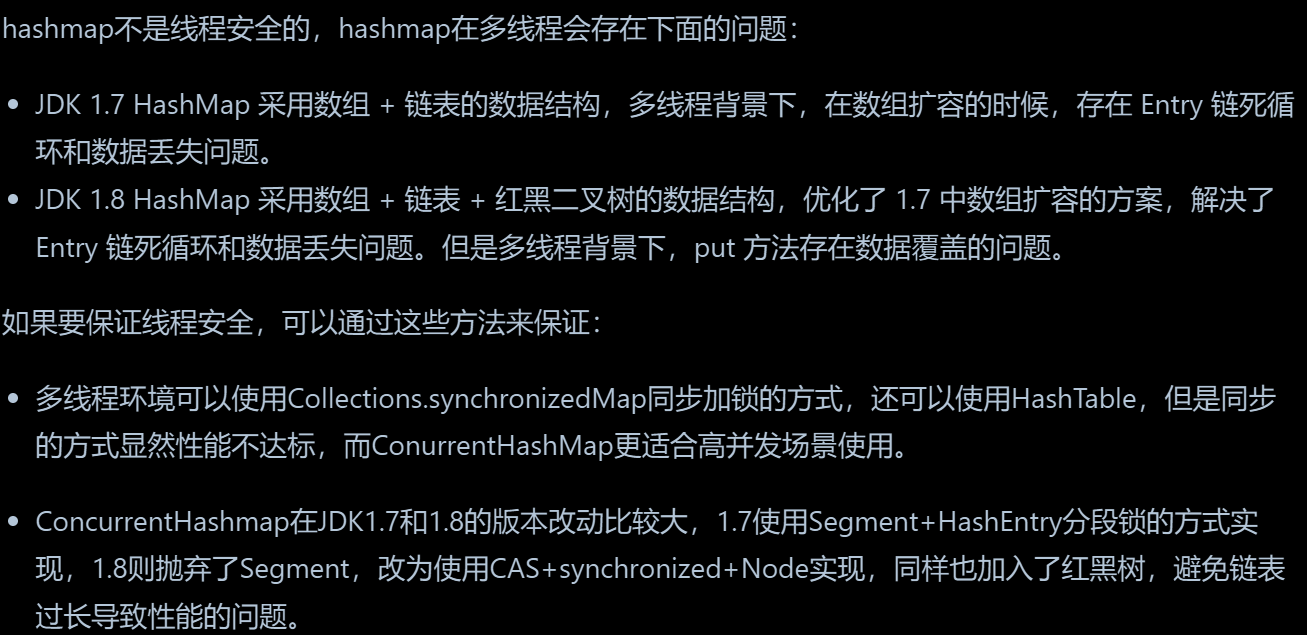 hashmap不是线程安全的，hashmap在多线程会存在下面的问题：
• JDK 1.7 HashMap 采用数组 + 链表的数据结构，多线程背景下，在数组扩容的时候，存在 Entry 链死循
环和数据丢失问题。
• JDK 1.8 HashMap 采用数组 + 链表 + 红黑二叉树的数据结构，优化了 1.7 中数组扩容的方案，解决了
Entry 链死循环和数据丢失问题。但是多线程背景下，put 方法存在数据覆盖的问题。
如果要保证线程安全，可以通过这些方法来保证：
• 多线程环境可以使用Collections.synchronizedMap同步加锁的方式，还可以使用HashTable，但是同步
的方式显然性能不达标，而ConurrentHashMap更适合高并发场景使用。
• ConcurrentHashmap在JDK1.7和1.8的版本改动比较大，1.7使用Segment+HashEntry分段锁的方式实
现，1.8则抛弃了Segment，改为使用CAS+synchronized+Node实现，同样也加入了红黑树，避免链表
过长导致性能的问题。